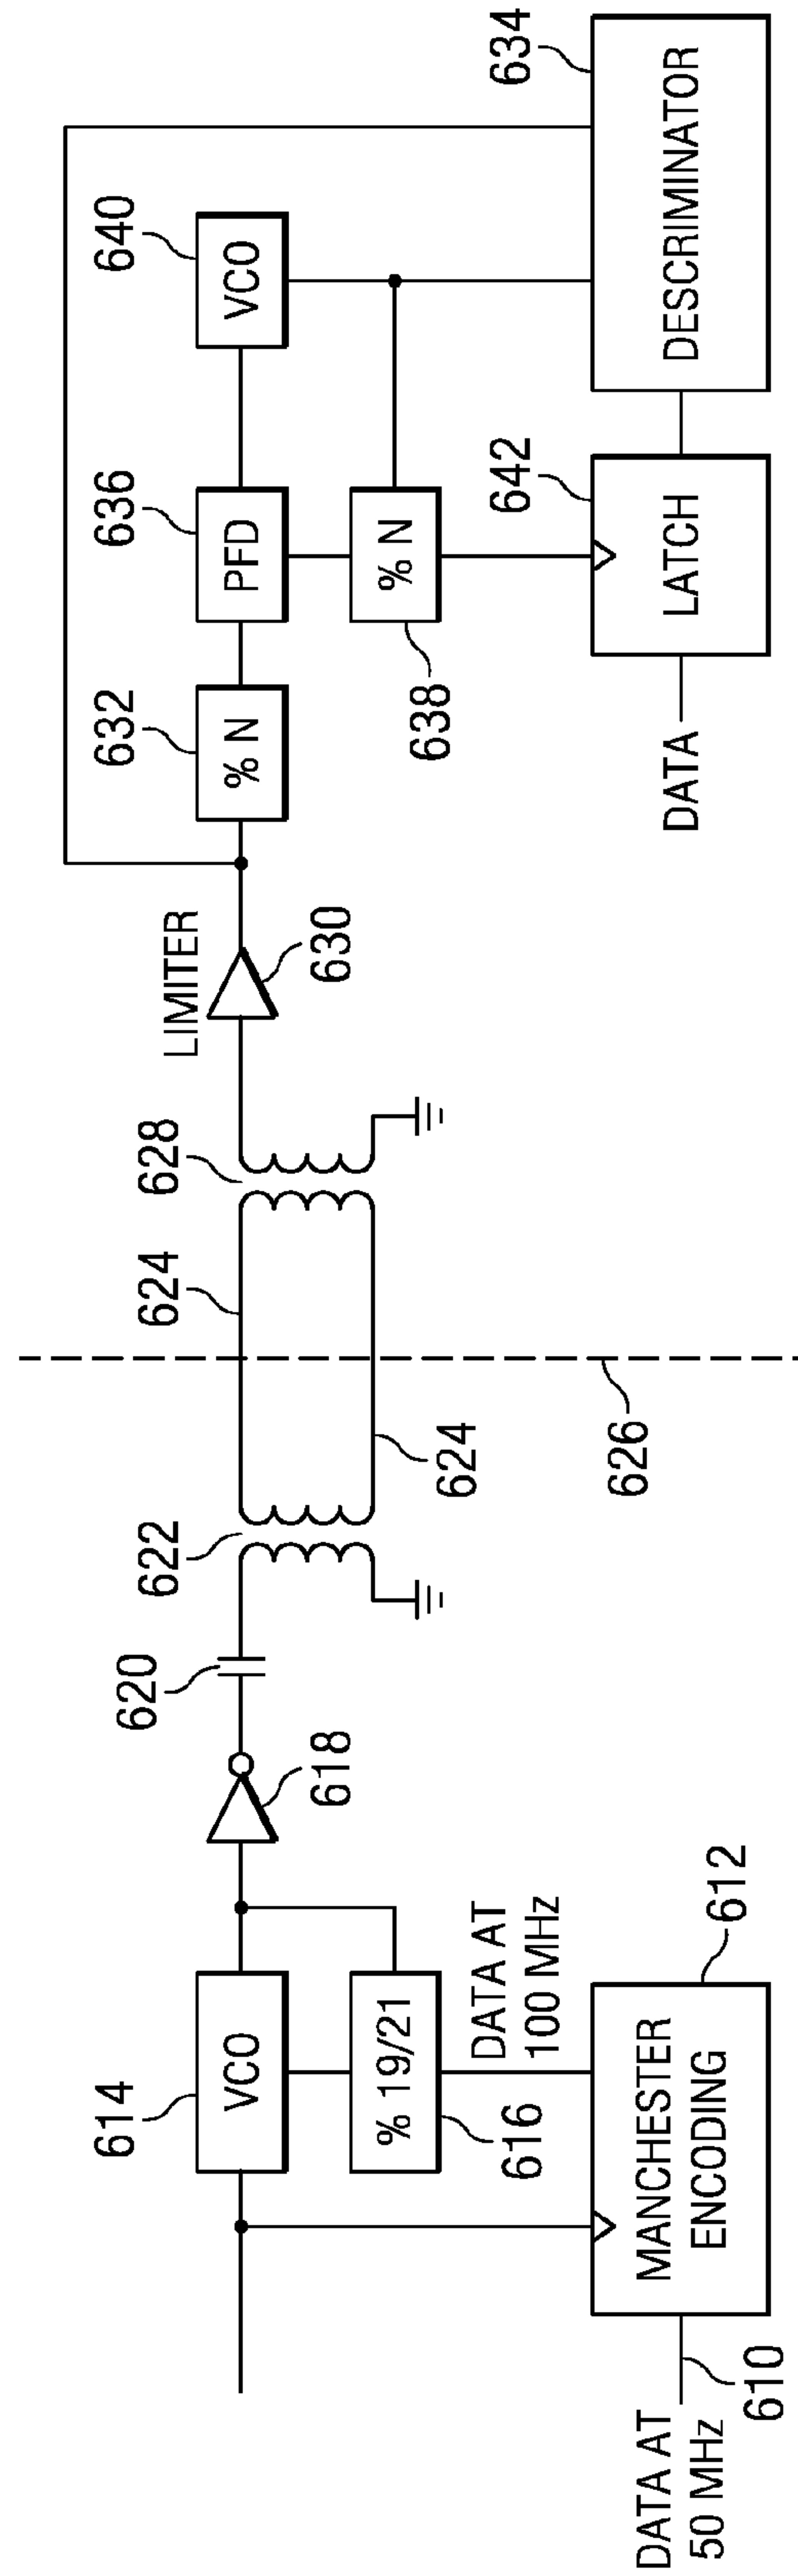 614
VCO
618
620
622
624
628
LIMITER
630
632
% N
636
PFD
640
VCO
% 19/21
616
DATA AT
100 MHz
624
626
638
% N
642
634
DATA AT
50 MHz
610
MANCHESTER
ENCODING
612
DATA
LATCH
DESCRIMINATOR